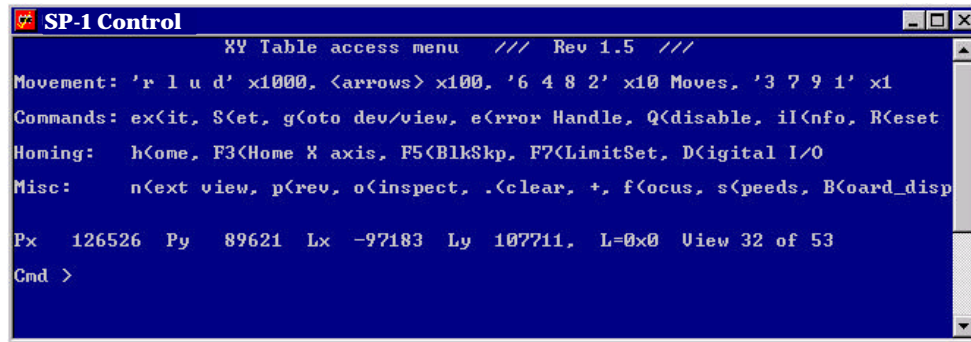 SP-1 Control
XY Table access menu /// Rev 1.5 ///
Movement: 'r l u d' x1000, <arrows> x100, '6 4 8 2' x10 Moves, '3 7 9 1' x1
Commands: ex(it, S(et, g(oto dev/view, e(rror Handle, Q(disable, iI(nfo, R(eset
Homing: h(ome, F3(Home X axis, F5(BlkSkp, F7(LimitSet, D(igital I/O
Misc: n(ext view, p(rev, o(inspect, .(clear, +, f(ocus, s(peeds, B(oard_disp
Px 126526 Py 89621 Lx -97183 Ly 107711, L=0x0 View 32 of 53
Cmd >